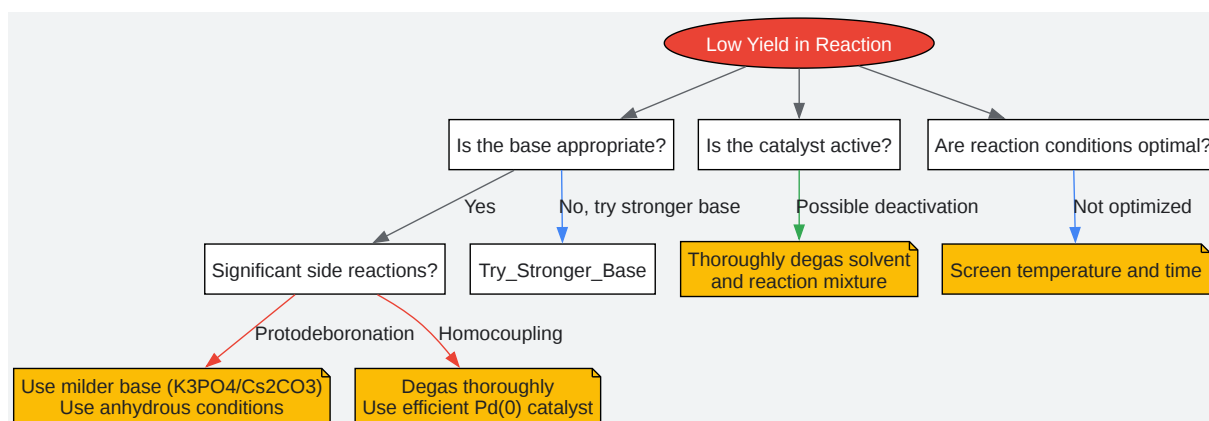 Low Yield in Reaction
Is the base appropriate?
Is the catalyst active?
Are reaction conditions optimal?
Yes
No, try stronger base
Possible deactivation
Not optimized
Significant side reactions?
Try_Stronger_Base
Thoroughly degas solvent
and reaction mixture
Screen temperature and time
Protodeboronation
Homocoupling
Use milder base (K3PO4/Cs2CO3)
Use anhydrous conditions
Degas thoroughly
Use efficient Pd(0) catalyst